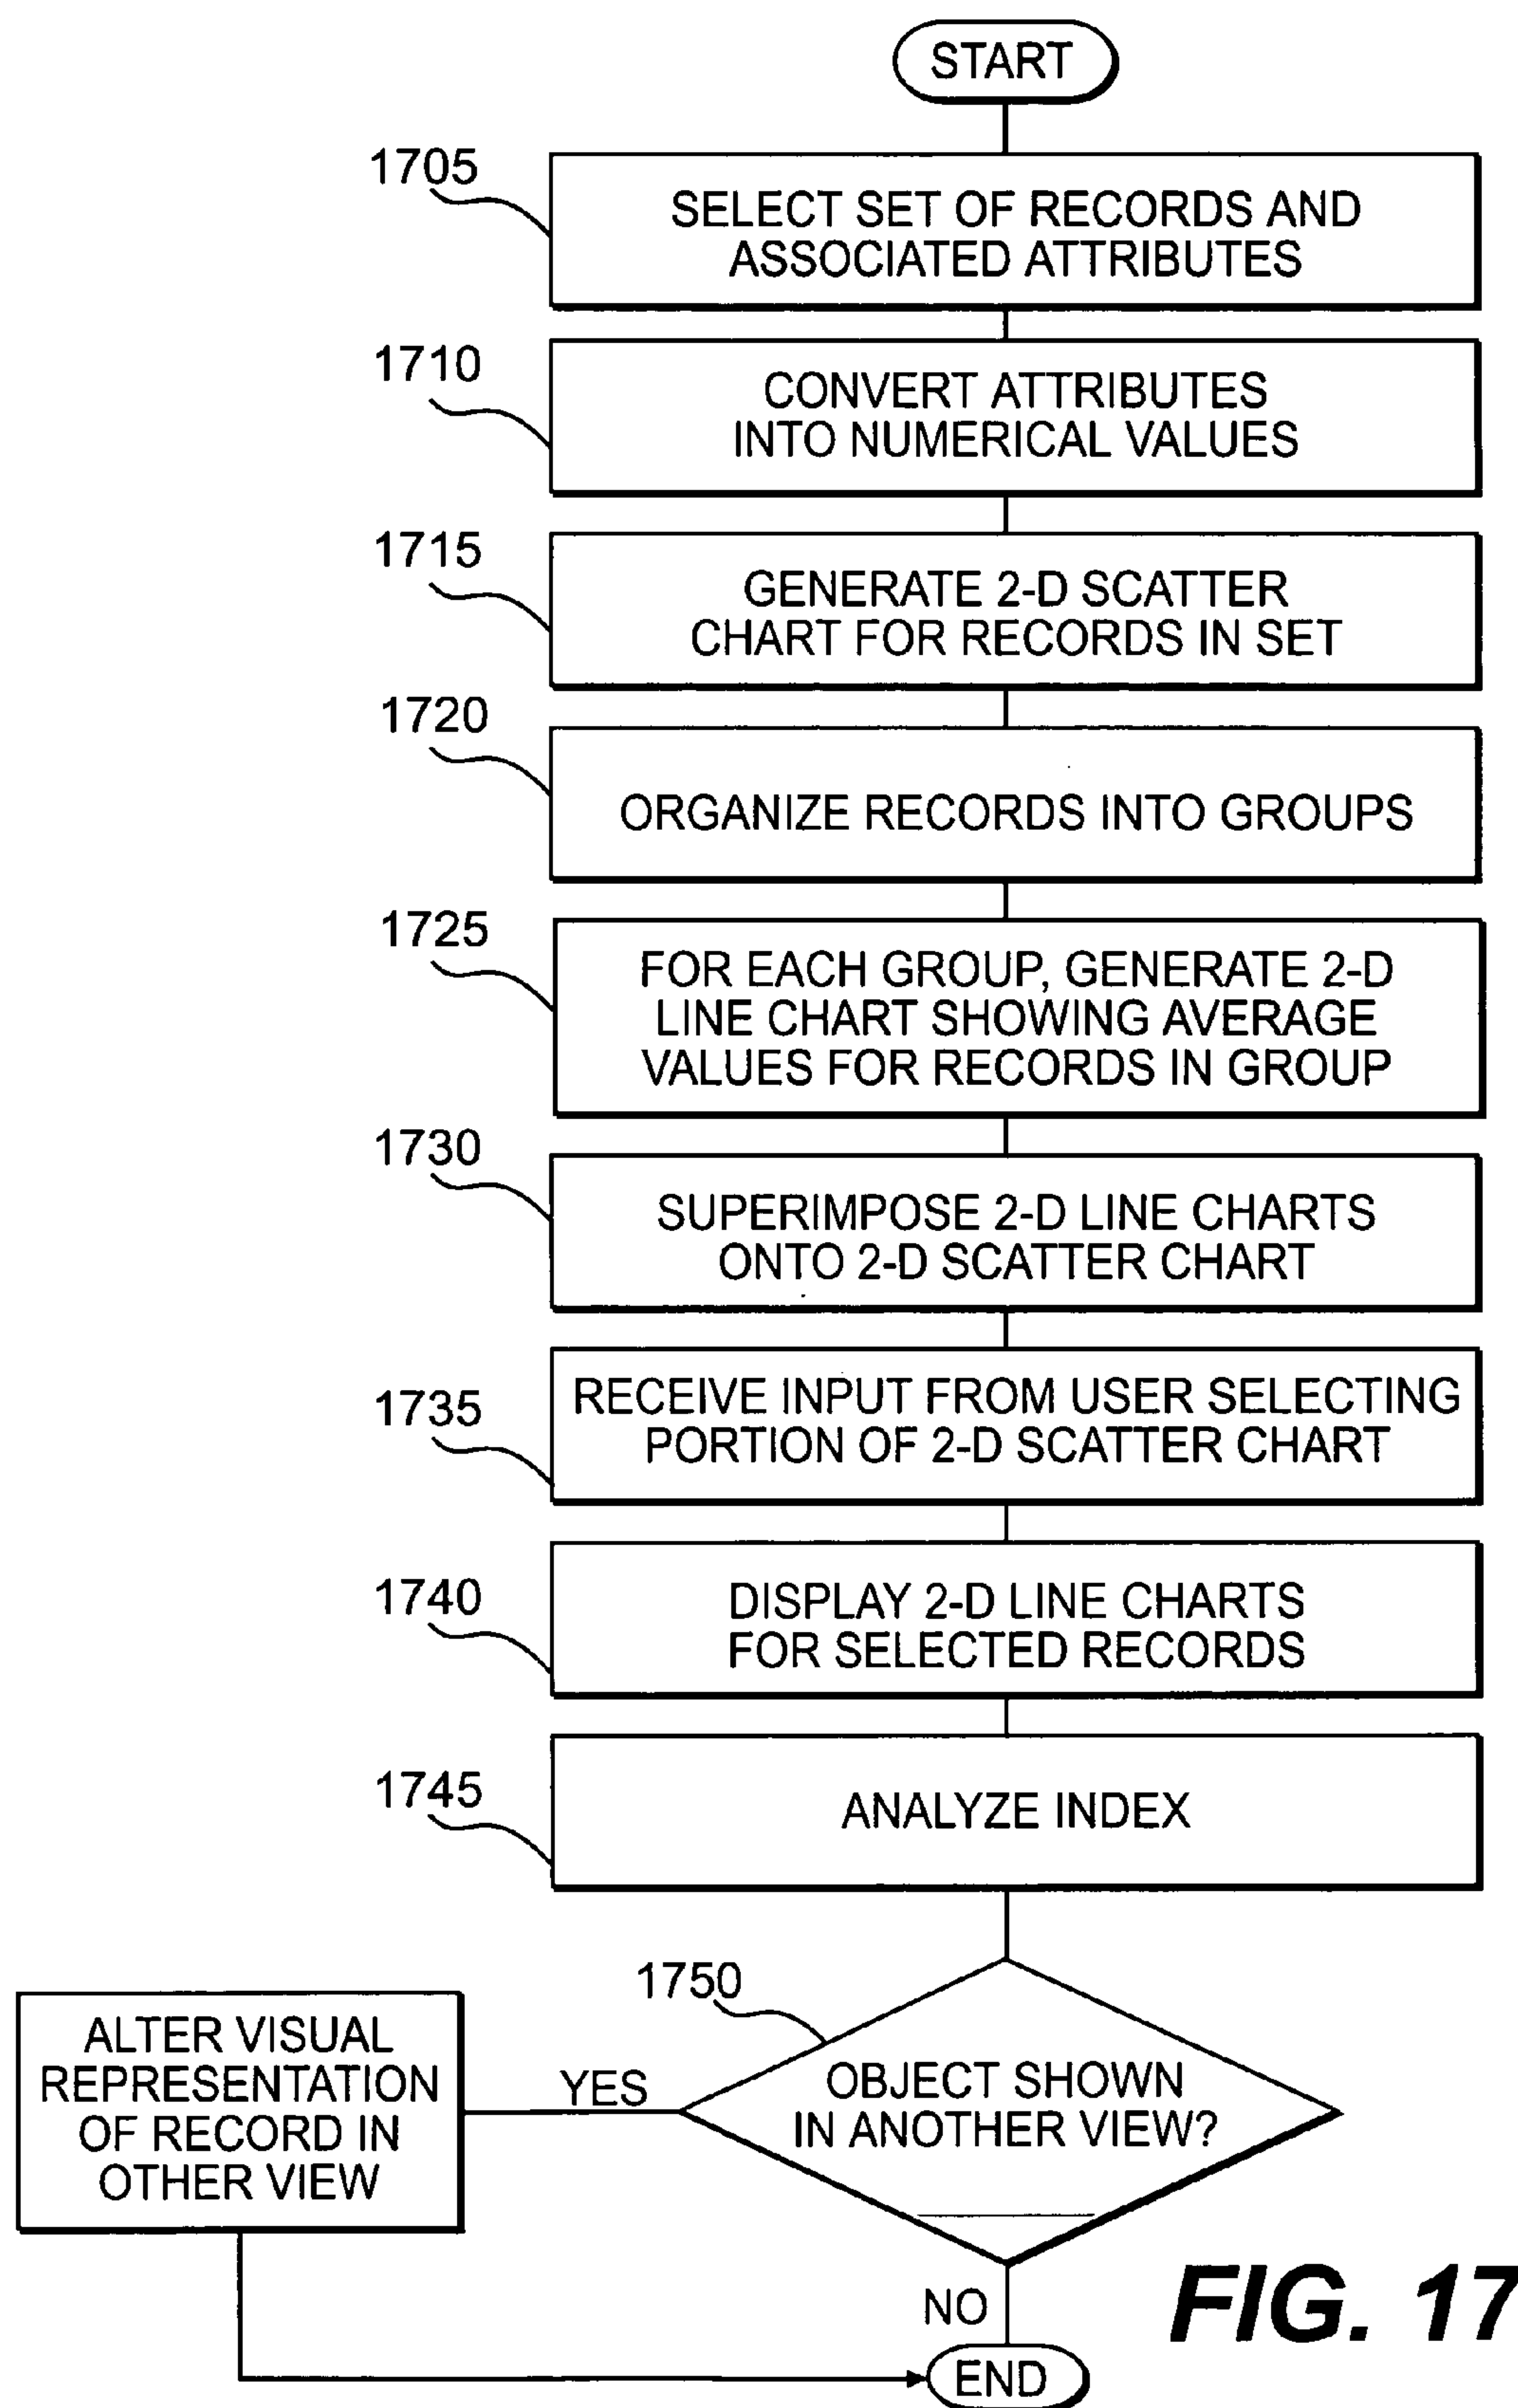 START
1705
SELECT SET OF RECORDS AND
ASSOCIATED ATTRIBUTES
1710
CONVERT ATTRIBUTES
INTO NUMERICAL VALUES
1715
GENERATE 2-D SCATTER
CHART FOR RECORDS IN SET
1720
ORGANIZE RECORDS INTO GROUPS
1725
FOR EACH GROUP, GENERATE 2-D
LINE CHART SHOWING AVERAGE
VALUES FOR RECORDS IN GROUP
1730
SUPERIMPOSE 2-D LINE CHARTS
ONTO 2-D SCATTER CHART
1735
RECEIVE INPUT FROM USER SELECTING
PORTION OF 2-D SCATTER CHART
1740
DISPLAY 2-D LINE CHARTS
FOR SELECTED RECORDS
1745
ANALYZE INDEX
1750
OBJECT SHOWN
IN ANOTHER VIEW?
YES
ALTER VISUAL
REPRESENTATION
OF RECORD IN
OTHER VIEW
NO
END
FIG. 17